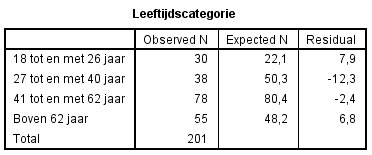 Leeftijdscategorie
Observed N Expected N Residual
18 tot en met 26 jaar 30 22,1 7,9
27 tot en met 40 jaar 38 50,3 -12,3
41 tot en met 62 jaar 78 80,4 -2,4
Boven 62 jaar 55 48,2 6,8
Total 201